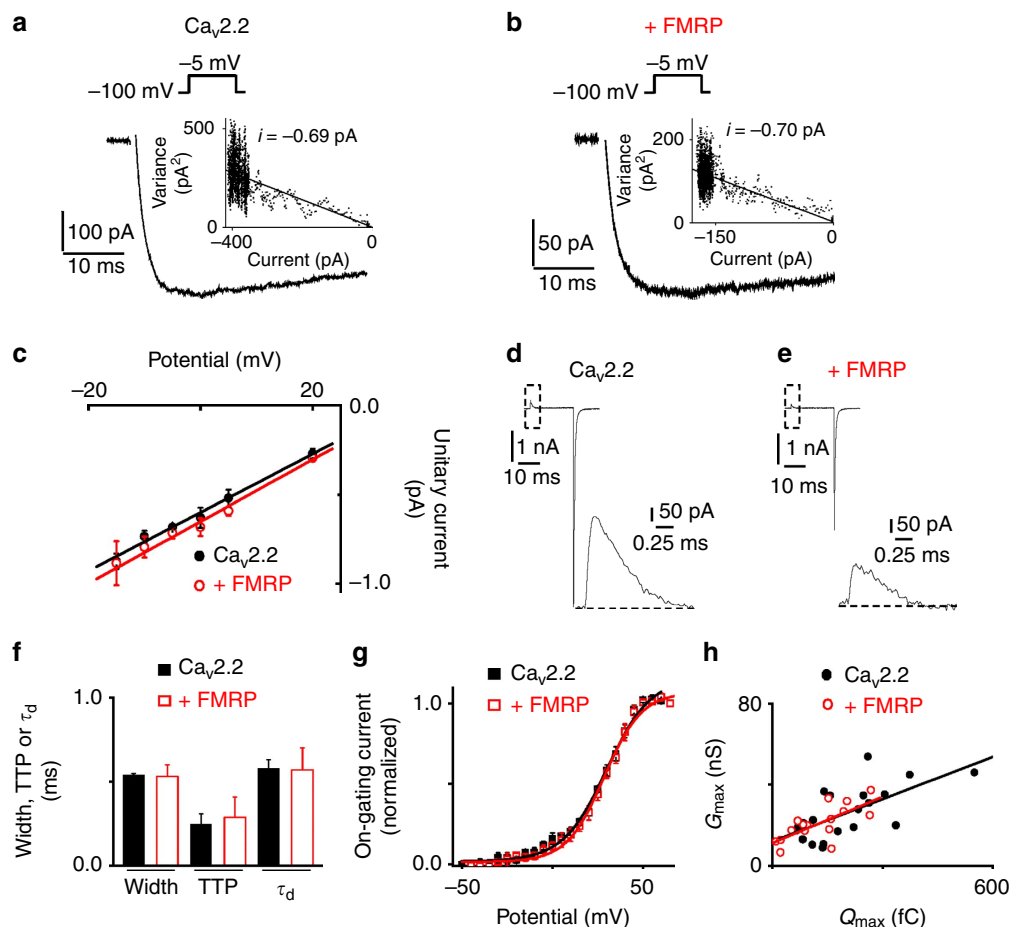 a
Cav2.2
−5 mV
−100 mV
500
i = −0.69 pA
Variance
(pA2)
0
−400
0
Current (pA)
100 pA
10 ms
b
+ FMRP
−5 mV
−100 mV
200
i = −0.70 pA
Variance
(pA2)
0
−150
0
Current (pA)
50 pA
10 ms
c
Potential (mV)
−20
20
0.0
Unitary current
(pA)
Cav2.2
+ FMRP
−1.0
d
Cav2.2
1 nA
10 ms
50 pA
0.25 ms
e
+ FMRP
1 nA
10 ms
50 pA
0.25 ms
f
Cav2.2
+ FMRP
1.0
Width, TTP or τd
(ms)
0.0
Width
TTP
τd
g
Cav2.2
+ FMRP
1.0
On-gating current
(normalized)
0.0
−50
50
Potential (mV)
h
Cav2.2
+ FMRP
80
Gmax (nS)
0
0
600
Qmax (fC)